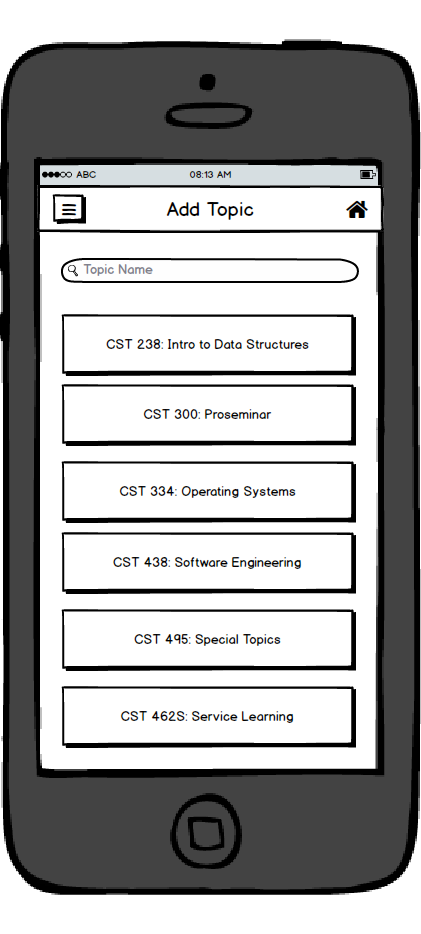 ABC 08:13 AM
Add Topic
Topic Name
CST 238: Intro to Data Structures
CST 300: Proseminar
CST 334: Operating Systems
CST 438: Software Engineering
CST 495: Special Topics
CST 462S: Service Learning